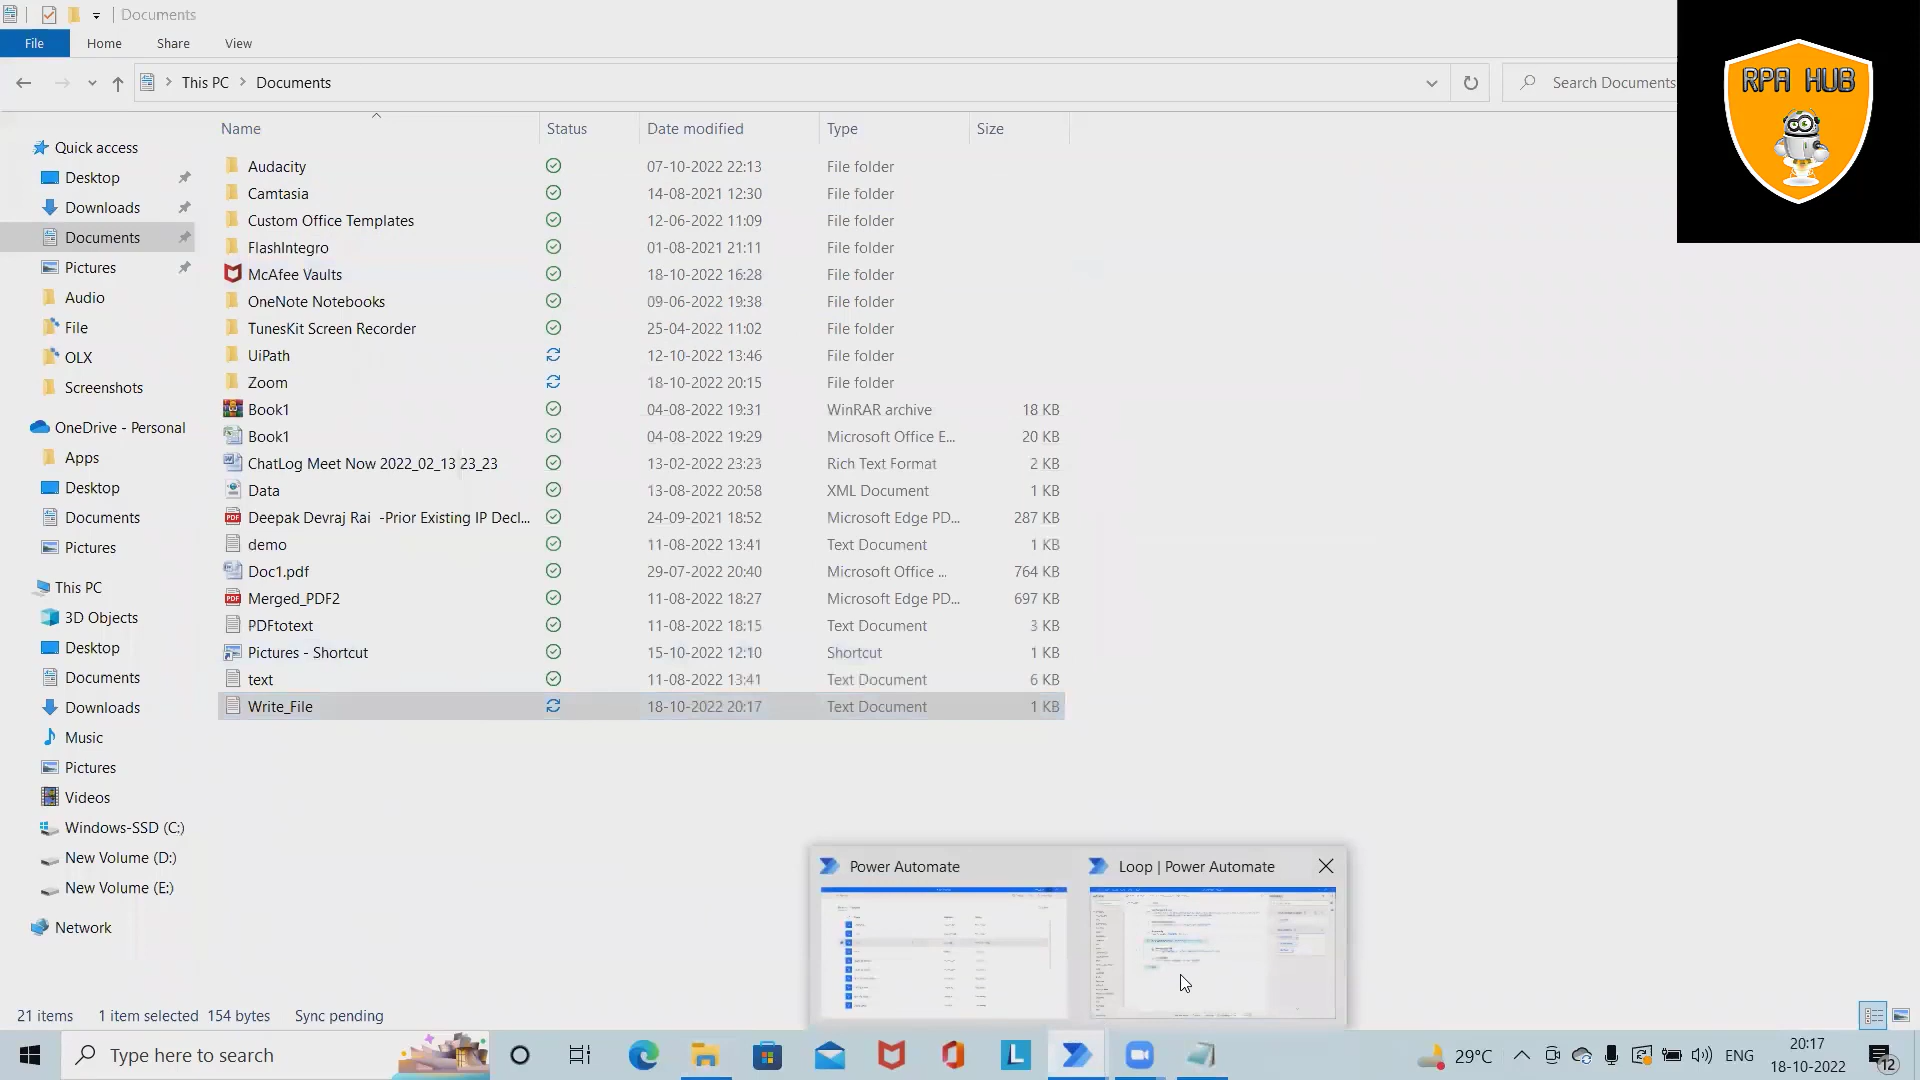 Documents
File Home Share View
This PC Documents
Search Documents
RPA HUB
Name Status Date modified Type Size
Quick access
Desktop
Downloads
Documents
Pictures
Audio
File
OLX
Screenshots
OneDrive - Personal
Apps
Desktop
Documents
Pictures
This PC
3D Objects
Desktop
Documents
Downloads
Music
Pictures
Videos
Windows-SSD (C:)
New Volume (D:)
New Volume (E:)
Network
Audacity 07-10-2022 22:13 File folder
Camtasia 14-08-2021 12:30 File folder
Custom Office Templates 12-06-2022 11:09 File folder
FlashIntegro 01-08-2021 21:11 File folder
McAfee Vaults 18-10-2022 16:28 File folder
OneNote Notebooks 09-06-2022 19:38 File folder
TunesKit Screen Recorder 25-04-2022 11:02 File folder
UiPath 12-10-2022 13:46 File folder
Zoom 18-10-2022 20:15 File folder
Book1 04-08-2022 19:31 WinRAR archive 18 KB
Book1 04-08-2022 19:29 Microsoft Office E... 20 KB
ChatLog Meet Now 2022_02_13 23_23 13-02-2022 23:23 Rich Text Format 2 KB
Data 13-08-2022 20:58 XML Document 1 KB
Deepak Devraj Rai -Prior Existing IP Decl... 24-09-2021 18:52 Microsoft Edge PD... 287 KB
demo 11-08-2022 13:41 Text Document 1 KB
Doc1.pdf 29-07-2022 20:40 Microsoft Office ... 764 KB
Merged_PDF2 11-08-2022 18:27 Microsoft Edge PD... 697 KB
PDFtotext 11-08-2022 18:15 Text Document 3 KB
Pictures - Shortcut 15-10-2022 12:10 Shortcut 1 KB
text 11-08-2022 13:41 Text Document 6 KB
Write_File 18-10-2022 20:17 Text Document 1 KB
Power Automate
Loop | Power Automate
21 items 1 item selected 154 bytes Sync pending
Type here to search
29°C
ENG
20:17
18-10-2022
12